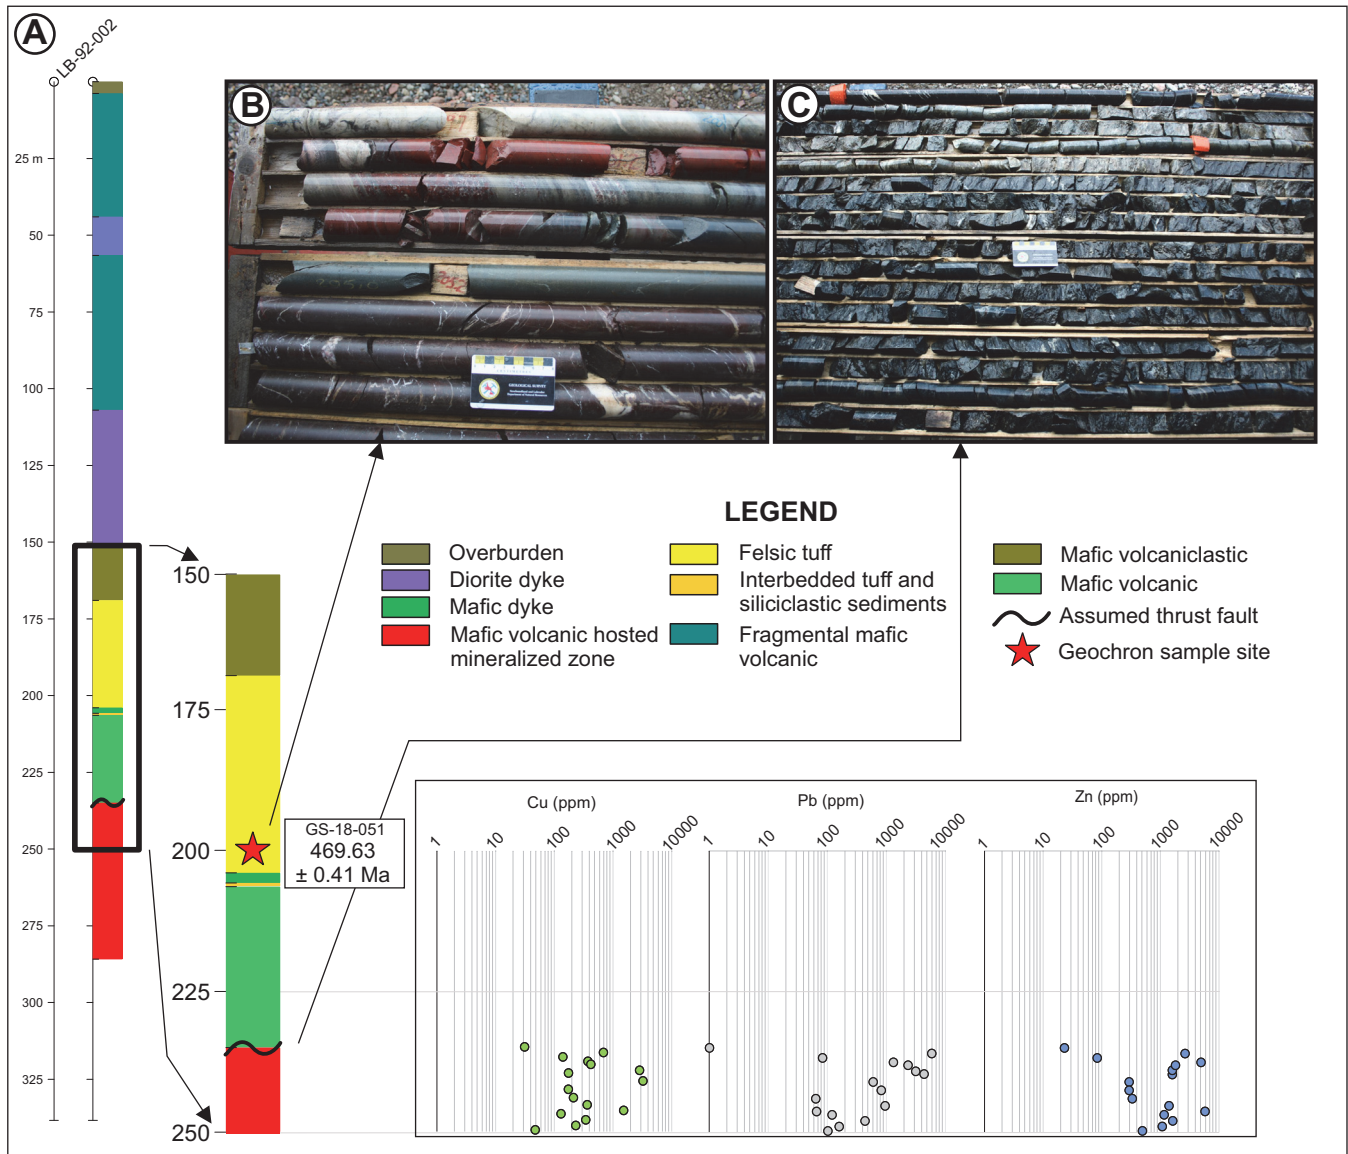 A
LB-92-002
B
C
25 m
50
75
100
125
150
175
200
225
250
275
300
325
150
175
200
225
250
GEOLOGICAL SURVEY
LEGEND
Overburden
Diorite dyke
Mafic dyke
Mafic volcanic hosted
mineralized zone
Felsic tuff
Interbedded tuff and
siliciclastic sediments
Fragmental mafic
volcanic
Mafic volcaniclastic
Mafic volcanic
Assumed thrust fault
Geochron sample site
GS-18-051
469.63
± 0.41 Ma
Cu (ppm)
1
10
100
1000
10000
Pb (ppm)
1
10
100
1000
10000
Zn (ppm)
1
10
100
1000
10000